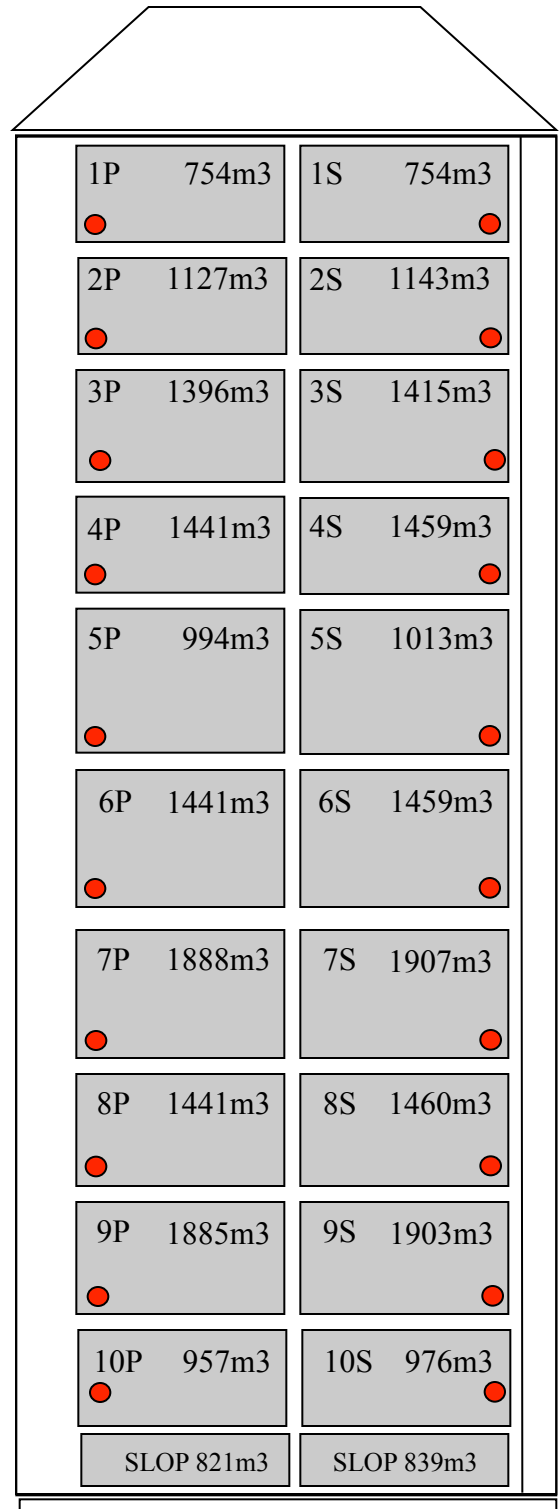 1P 754m3 1S 754m3
2P 1127m3 2S 1143m3
3P 1396m3 3S 1415m3
4P 1441m3 4S 1459m3
5P 994m3 5S 1013m3
6P 1441m3 6S 1459m3
7P 1888m3 7S 1907m3
8P 1441m3 8S 1460m3
9P 1885m3 9S 1903m3
10P 957m3 10S 976m3
SLOP 821m3 SLOP 839m3